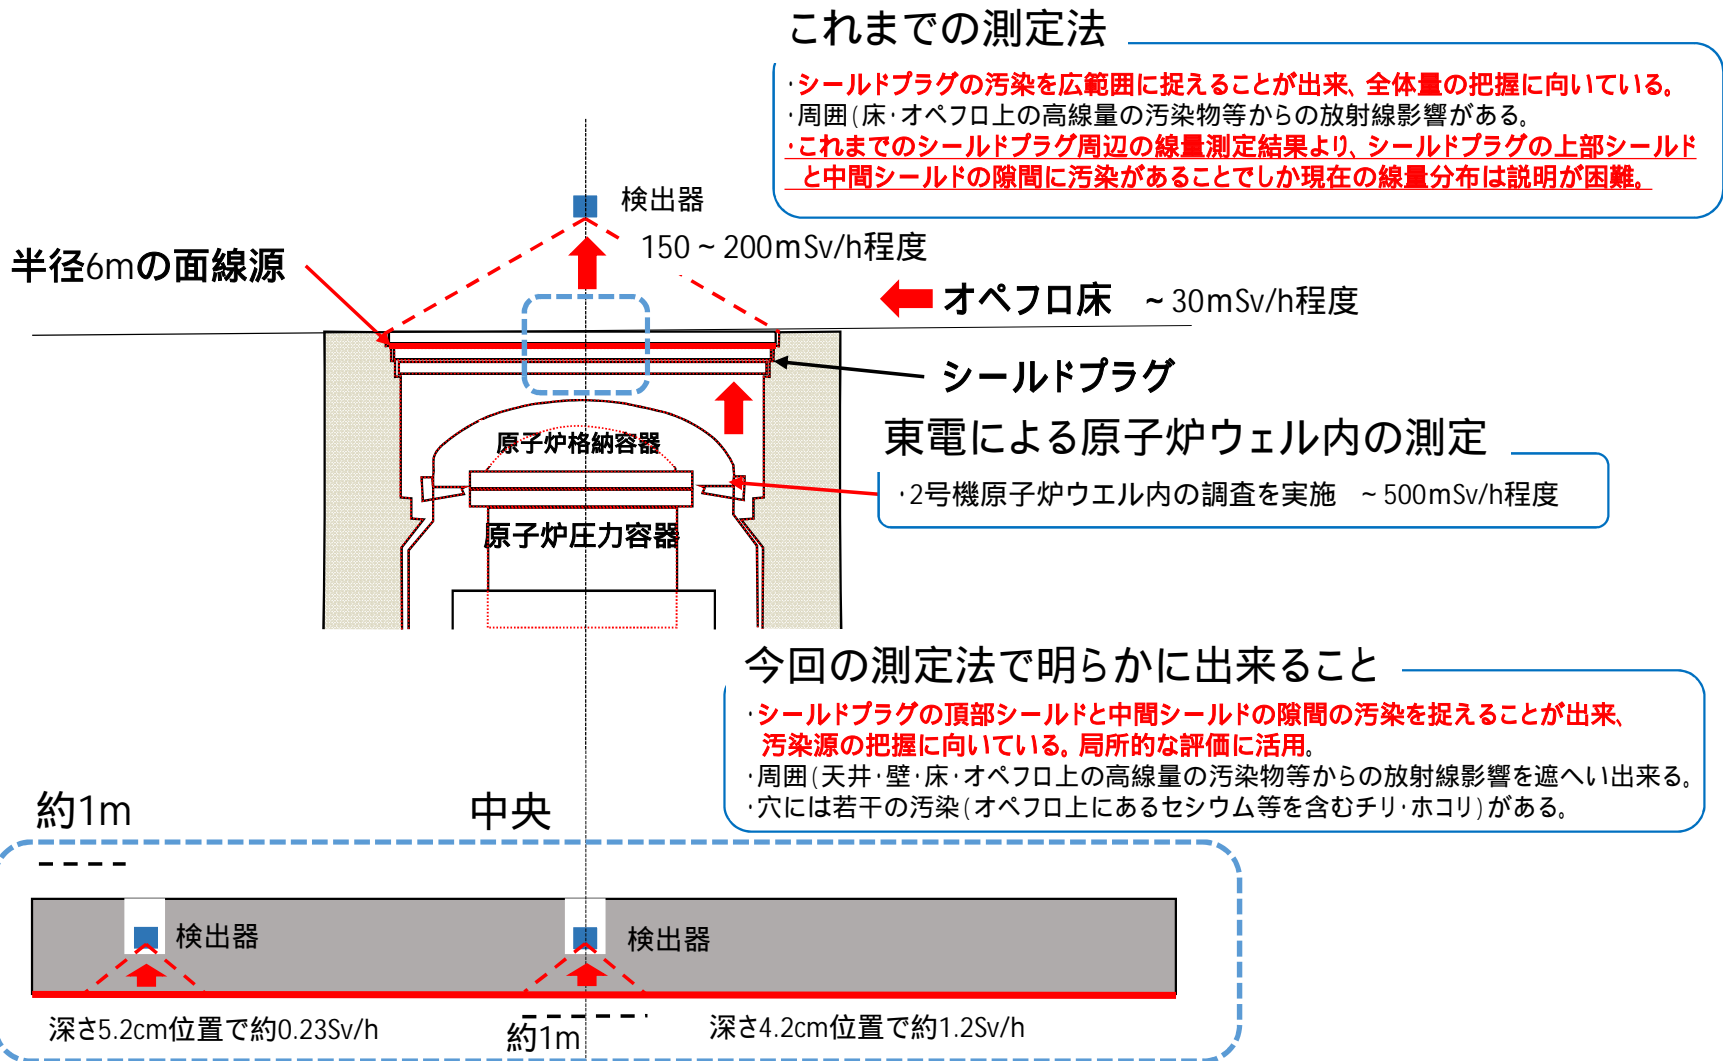 これまでの測定法
･シールドプラグの汚染を広範囲に捉えることが出来、全体量の把握に向いている。
･周囲(床･オペフロ上の高線量の汚染物等からの放射線影響がある。
･これまでのシールドプラグ周辺の線量測定結果より、シールドプラグの上部シールド
と中間シールドの隙間に汚染があることでしか現在の線量分布は説明が困難。
検出器
150～200mSv/h程度
半径6mの面線源
オペフロ床　～30mSv/h程度
シールドプラグ
東電による原子炉ウェル内の測定
･2号機原子炉ウエル内の調査を実施　～500mSv/h程度
原子炉格納容器
原子炉圧力容器
今回の測定法で明らかに出来ること
･シールドプラグの頂部シールドと中間シールドの隙間の汚染を捉えることが出来、
汚染源の把握に向いている。局所的な評価に活用。
･周囲(天井･壁･床･オペフロ上の高線量の汚染物等からの放射線影響を遮へい出来る。
･穴には若干の汚染(オペフロ上にあるセシウム等を含むチリ･ホコリ)がある。
約1m
中央
検出器
検出器
深さ5.2cm位置で約0.23Sv/h
約1m
深さ4.2cm位置で約1.2Sv/h